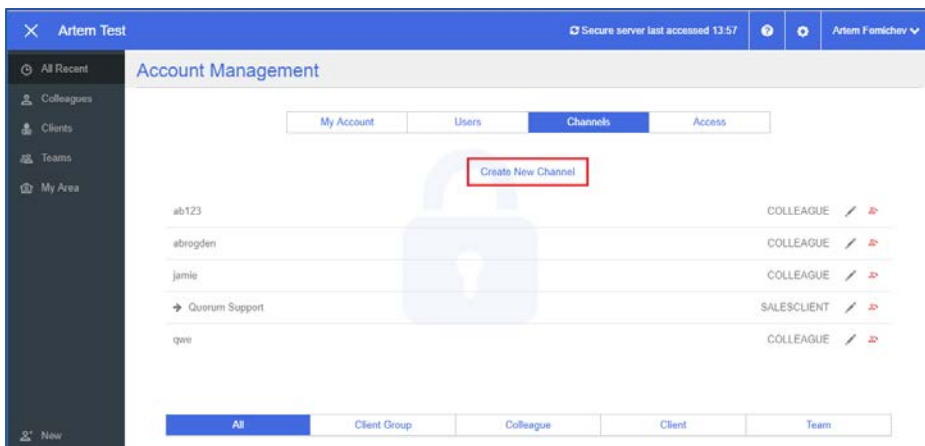 Artem Test
Secure server last accessed 13:57
Artem Fomichev
All Recent
Colleagues
Clients
Teams
My Area
New
Account Management
My Account Users Channels Access
Create New Channel
ab123 COLLEAGUE
abrogden COLLEAGUE
jamie COLLEAGUE
Quorum Support SALESCLIENT
qwe COLLEAGUE
All Client Group Colleague Client Team